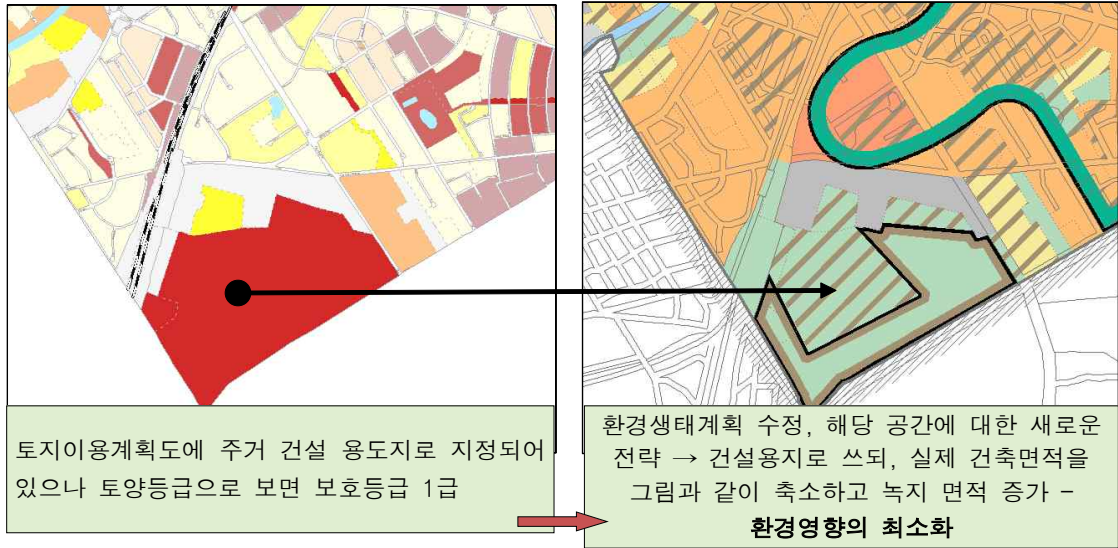 토지이용계획도에 주거 건설 용도지로 지정되어
있으나 토양등급으로 보면 보호등급 1급
환경생태계획 수정, 해당 공간에 대한 새로운
전략 → 건설용지로 쓰되, 실제 건축면적을
그림과 같이 축소하고 녹지 면적 증가 –
환경영향의 최소화